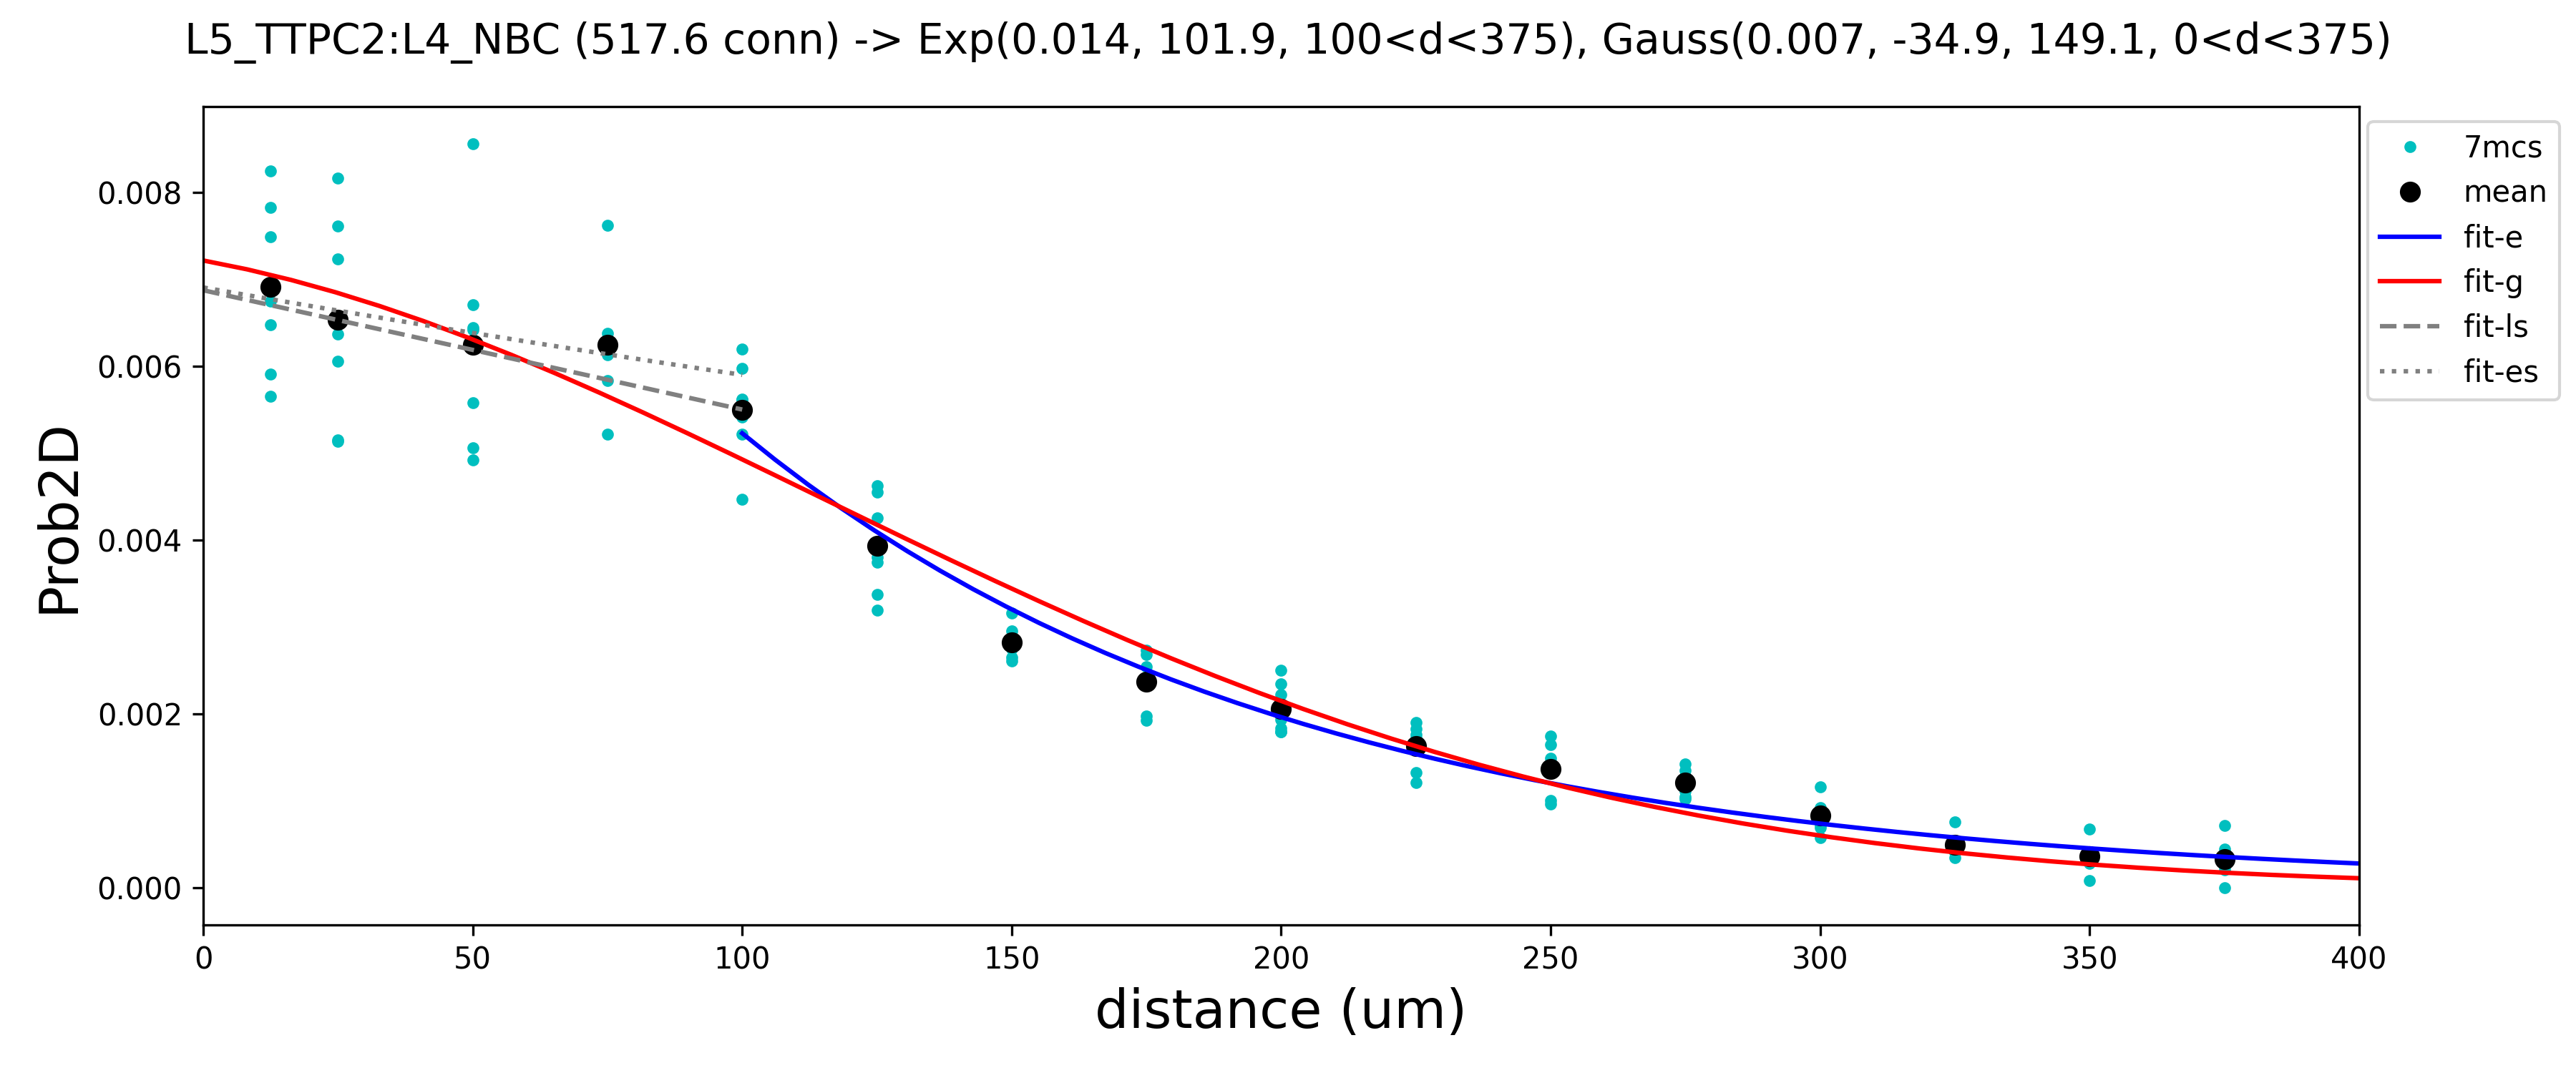 L5_TTPC2:L4_NBC (517.6 conn) -> Exp(0.014, 101.9, 100<d<375), Gauss(0.007, -34.9, 149.1, 0<d<375)
7mcs
mean
fit-e
fit-g
fit-ls
fit-es
Prob2D
0.008
0.006
0.004
0.002
0.000
0 50 100 150 200 250 300 350 400
distance (um)